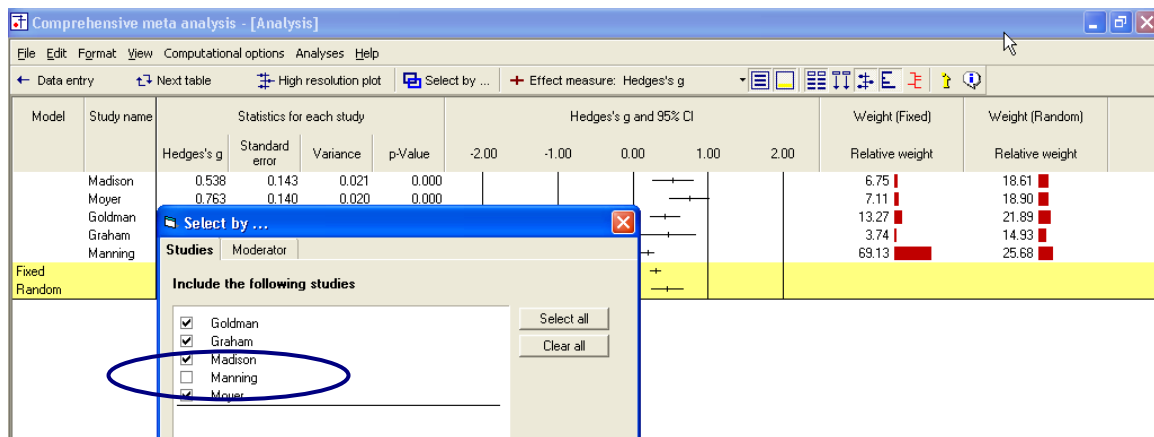 Comprehensive meta analysis - [Analysis]
File Edit Format View Computational options Analyses Help
Data entry Next table High resolution plot Select by ... Effect measure: Hedges's g
Model Study name Statistics for each study Hedges's g and 95% CI Weight (Fixed) Weight (Random)
Hedges's g Standard error Variance p-Value -2.00 -1.00 0.00 1.00 2.00 Relative weight Relative weight
Madison 0.538 0.143 0.021 0.000 6.75 18.61
Moyer 0.763 0.140 0.020 0.000 7.11 18.90
Goldman 13.27 21.89
Graham 3.74 14.93
Manning 69.13 25.68
Fixed
Random
Select by ...
Studies Moderator
Include the following studies
Goldman
Graham
Madison
Manning
Moyer
Select all
Clear all